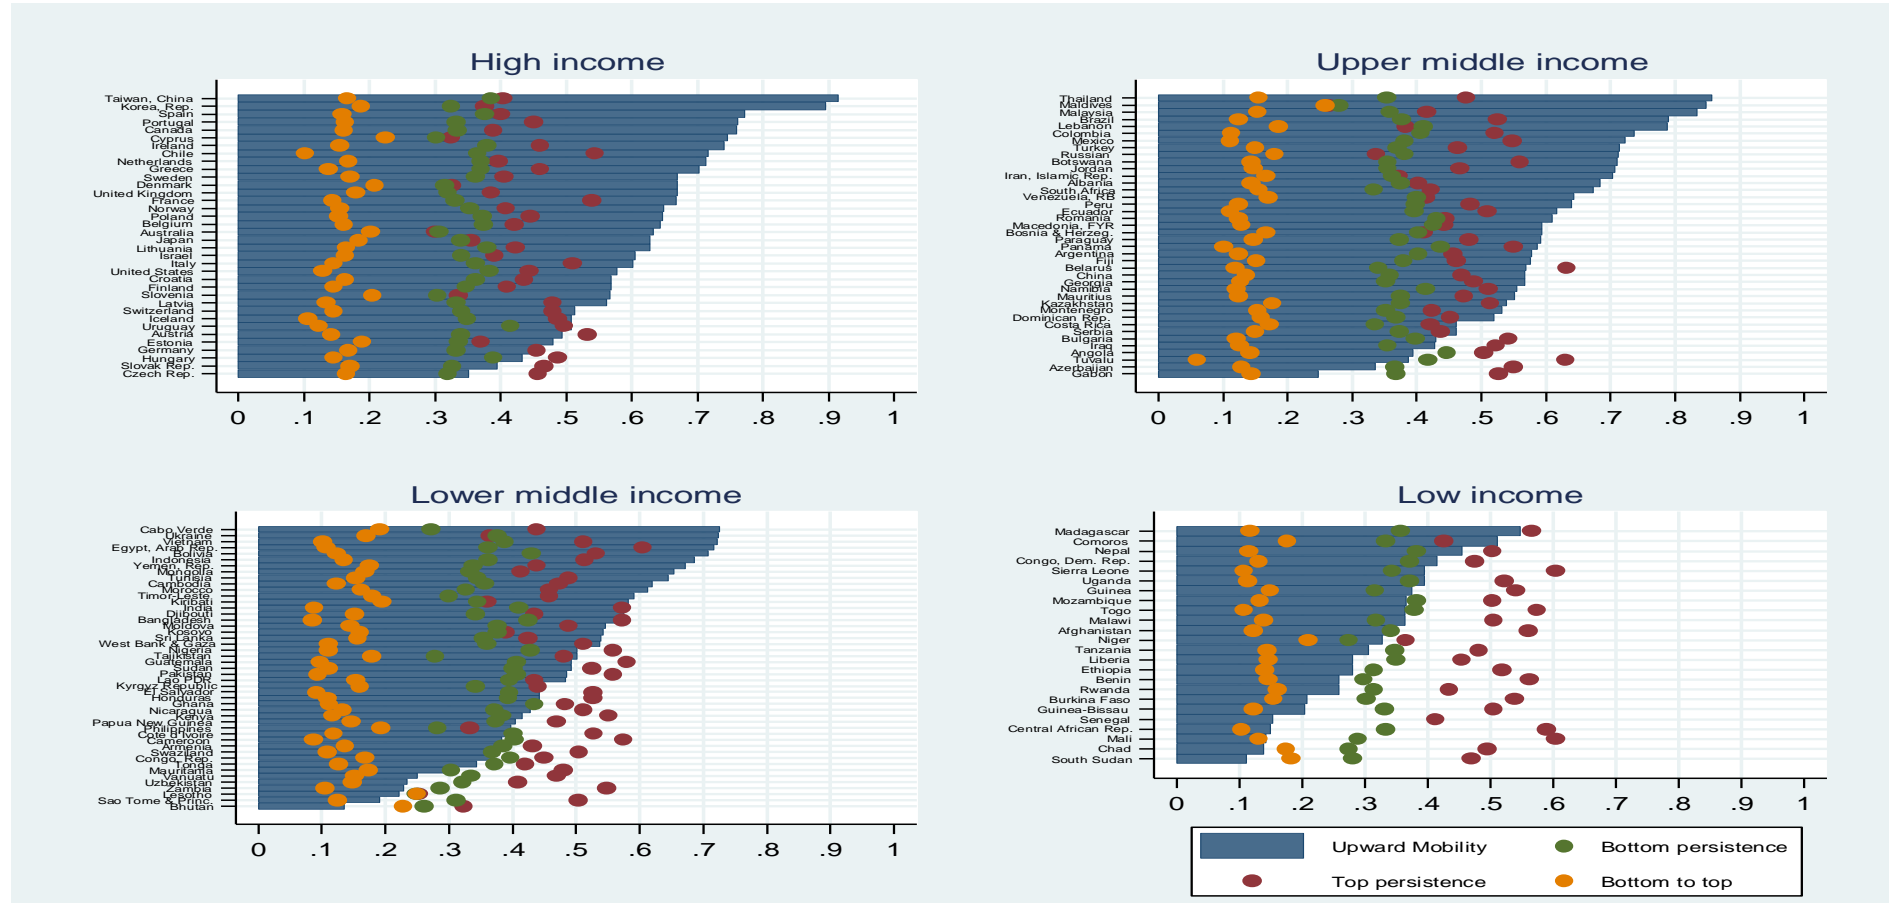 High income
Taiwan, China
Korea, Rep.
Spain
Portugal
Canada
Cyprus
Ireland
Chile
Netherlands
Greece
Sweden
Denmark
United Kingdom
France
Norway
Poland
Belgium
Australia
Japan
Lithuania
Israel
Italy
United States
Croatia
Finland
Slovenia
Latvia
Switzerland
Iceland
Uruguay
Austria
Estonia
Germany
Hungary
Slovak Rep.
Czech Rep.
0 .1 .2 .3 .4 .5 .6 .7 .8 .9 1
Upper middle income
Thailand
Maldives
Malaysia
Brazil
Lebanon
Colombia
Mexico
Turkey
Russian
Botswana
Jordan
Iran, Islamic Rep.
Albania
South Africa
Venezuela, RB
Peru
Ecuador
Romania
Macedonia, FYR
Bosnia & Herzeg.
Paraguay
Panama
Argentina
Fiji
Belarus
China
Georgia
Namibia
Mauritius
Kazakhstan
Montenegro
Dominican Rep.
Costa Rica
Serbia
Bulgaria
Iraq
Angola
Tuvalu
Azerbaijan
Gabon
0 .1 .2 .3 .4 .5 .6 .7 .8 .9 1
Lower middle income
Cabo Verde
Ukraine
Vietnam
Egypt, Arab Rep.
Bolivia
Indonesia
Yemen, Rep.
Mongolia
Tunisia
Cambodia
Morocco
Timor-Leste
Kiribati
India
Djibouti
Bangladesh
Moldova
Kosovo
Sri Lanka
West Bank & Gaza
Nigeria
Tajikistan
Guatemala
Sudan
Pakistan
Lao PDR
Kyrgyz Republic
El Salvador
Honduras
Ghana
Nicaragua
Kenya
Papua New Guinea
Philippines
Cote d'Ivoire
Cameroon
Armenia
Swaziland
Congo, Rep.
Tonga
Mauritania
Vanuatu
Uzbekistan
Zambia
Lesotho
Sao Tome & Princ.
Bhutan
0 .1 .2 .3 .4 .5 .6 .7 .8 .9 1
Low income
Madagascar
Comoros
Nepal
Congo, Dem. Rep.
Sierra Leone
Uganda
Guinea
Mozambique
Togo
Malawi
Afghanistan
Niger
Tanzania
Liberia
Ethiopia
Benin
Rwanda
Burkina Faso
Guinea-Bissau
Senegal
Central African Rep.
Mali
Chad
South Sudan
0 .1 .2 .3 .4 .5 .6 .7 .8 .9 1
Upward Mobility
Bottom persistence
Top persistence
Bottom to top